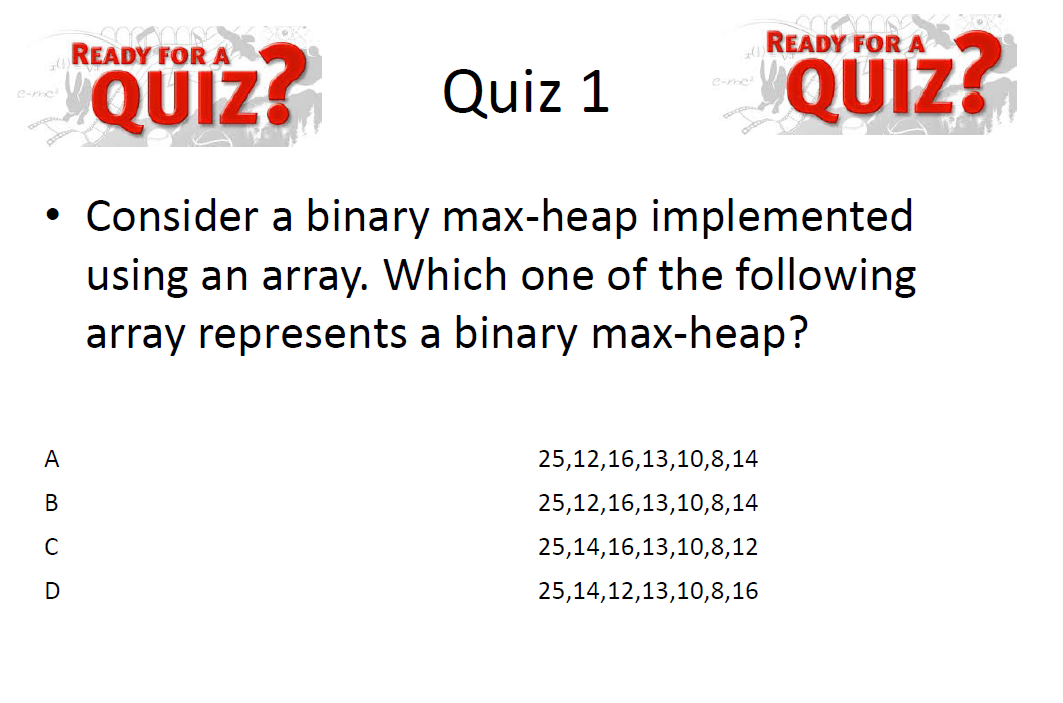 READY FOR A
QUIZ?
e=mc²
Quiz 1
READY FOR A
QUIZ?
e=mc²
• Consider a binary max-heap implemented
using an array. Which one of the following
array represents a binary max-heap?
A 25,12,16,13,10,8,14
B 25,12,16,13,10,8,14
C 25,14,16,13,10,8,12
D 25,14,12,13,10,8,16